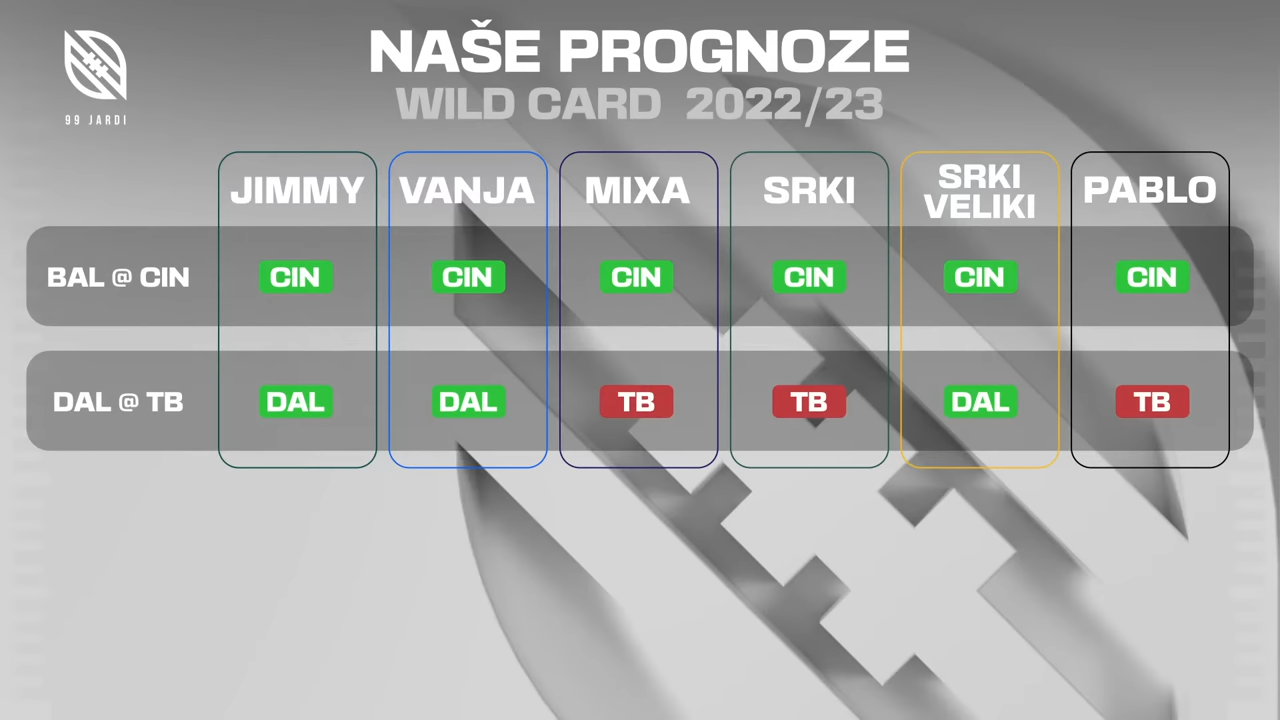 99 JARDI
NAŠE PROGNOZE
WILD CARD 2022/23
JIMMY VANJA MIXA SRKI SRKI VELIKI PABLO
BAL @ CIN CIN CIN CIN CIN CIN CIN
DAL @ TB DAL DAL TB TB DAL TB